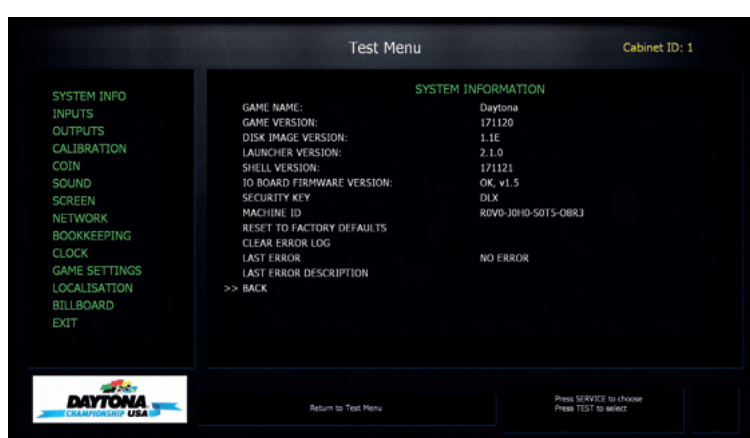 Test Menu
Cabinet ID: 1
SYSTEM INFO
INPUTS
OUTPUTS
CALIBRATION
COIN
SOUND
SCREEN
NETWORK
BOOKKEEPING
CLOCK
GAME SETTINGS
LOCALISATION
BILLBOARD
EXIT
SYSTEM INFORMATION
GAME NAME: Daytona
GAME VERSION: 171120
DISK IMAGE VERSION: 1.1E
LAUNCHER VERSION: 2.1.0
SHELL VERSION: 171121
IO BOARD FIRMWARE VERSION: OK, v1.5
SECURITY KEY DLX
MACHINE ID R0V0-J0H0-S0T5-OBR3
RESET TO FACTORY DEFAULTS
CLEAR ERROR LOG
LAST ERROR NO ERROR
LAST ERROR DESCRIPTION
>> BACK
DAYTONA
CHAMPIONSHIP USA
Return to Test Menu
Press SERVICE to choose
Press TEST to select